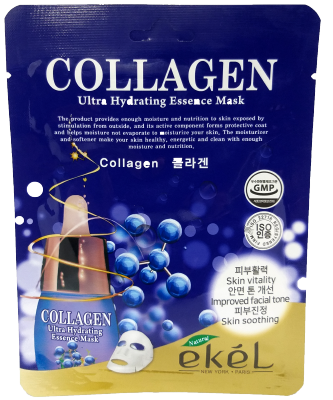 COLLAGEN
Ultra Hydrating Essence Mask
The product provides enough moisture and nutrition to skin exposed by
stimulation from outside, and its active component forms protective coat
and helps moisture not evaporate to moisturize your skin. The moisturizer
and softener make your skin healthy, energetic and clean with enough
moisture and nutrition.
Collagen 콜라겐
GMP
ISO 22716
인증
피부활력
Skin vitality
안면 톤 개선
Improved facial tone
피부진정
Skin soothing
COLLAGEN
Ultra Hydrating
Essence Mask
Natural
ekeL
NEW YORK • PARIS